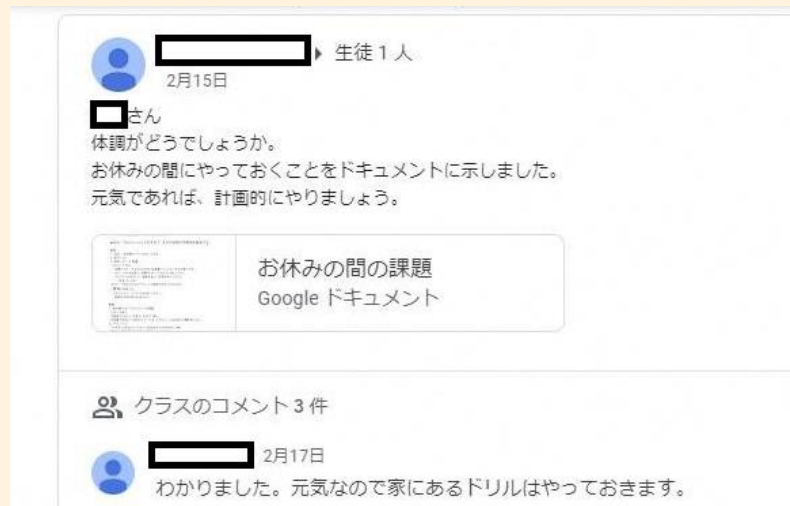 生徒1人
2月15日
さん
体調がどうでしょうか。
お休みの間にやっておくことをドキュメントに示しました。
元気であれば、計画的にやりましょう。
お休みの間の課題
Google ドキュメント
クラスのコメント 3 件
2月17日
わかりました。元気なので家にあるドリルはやっておきます。